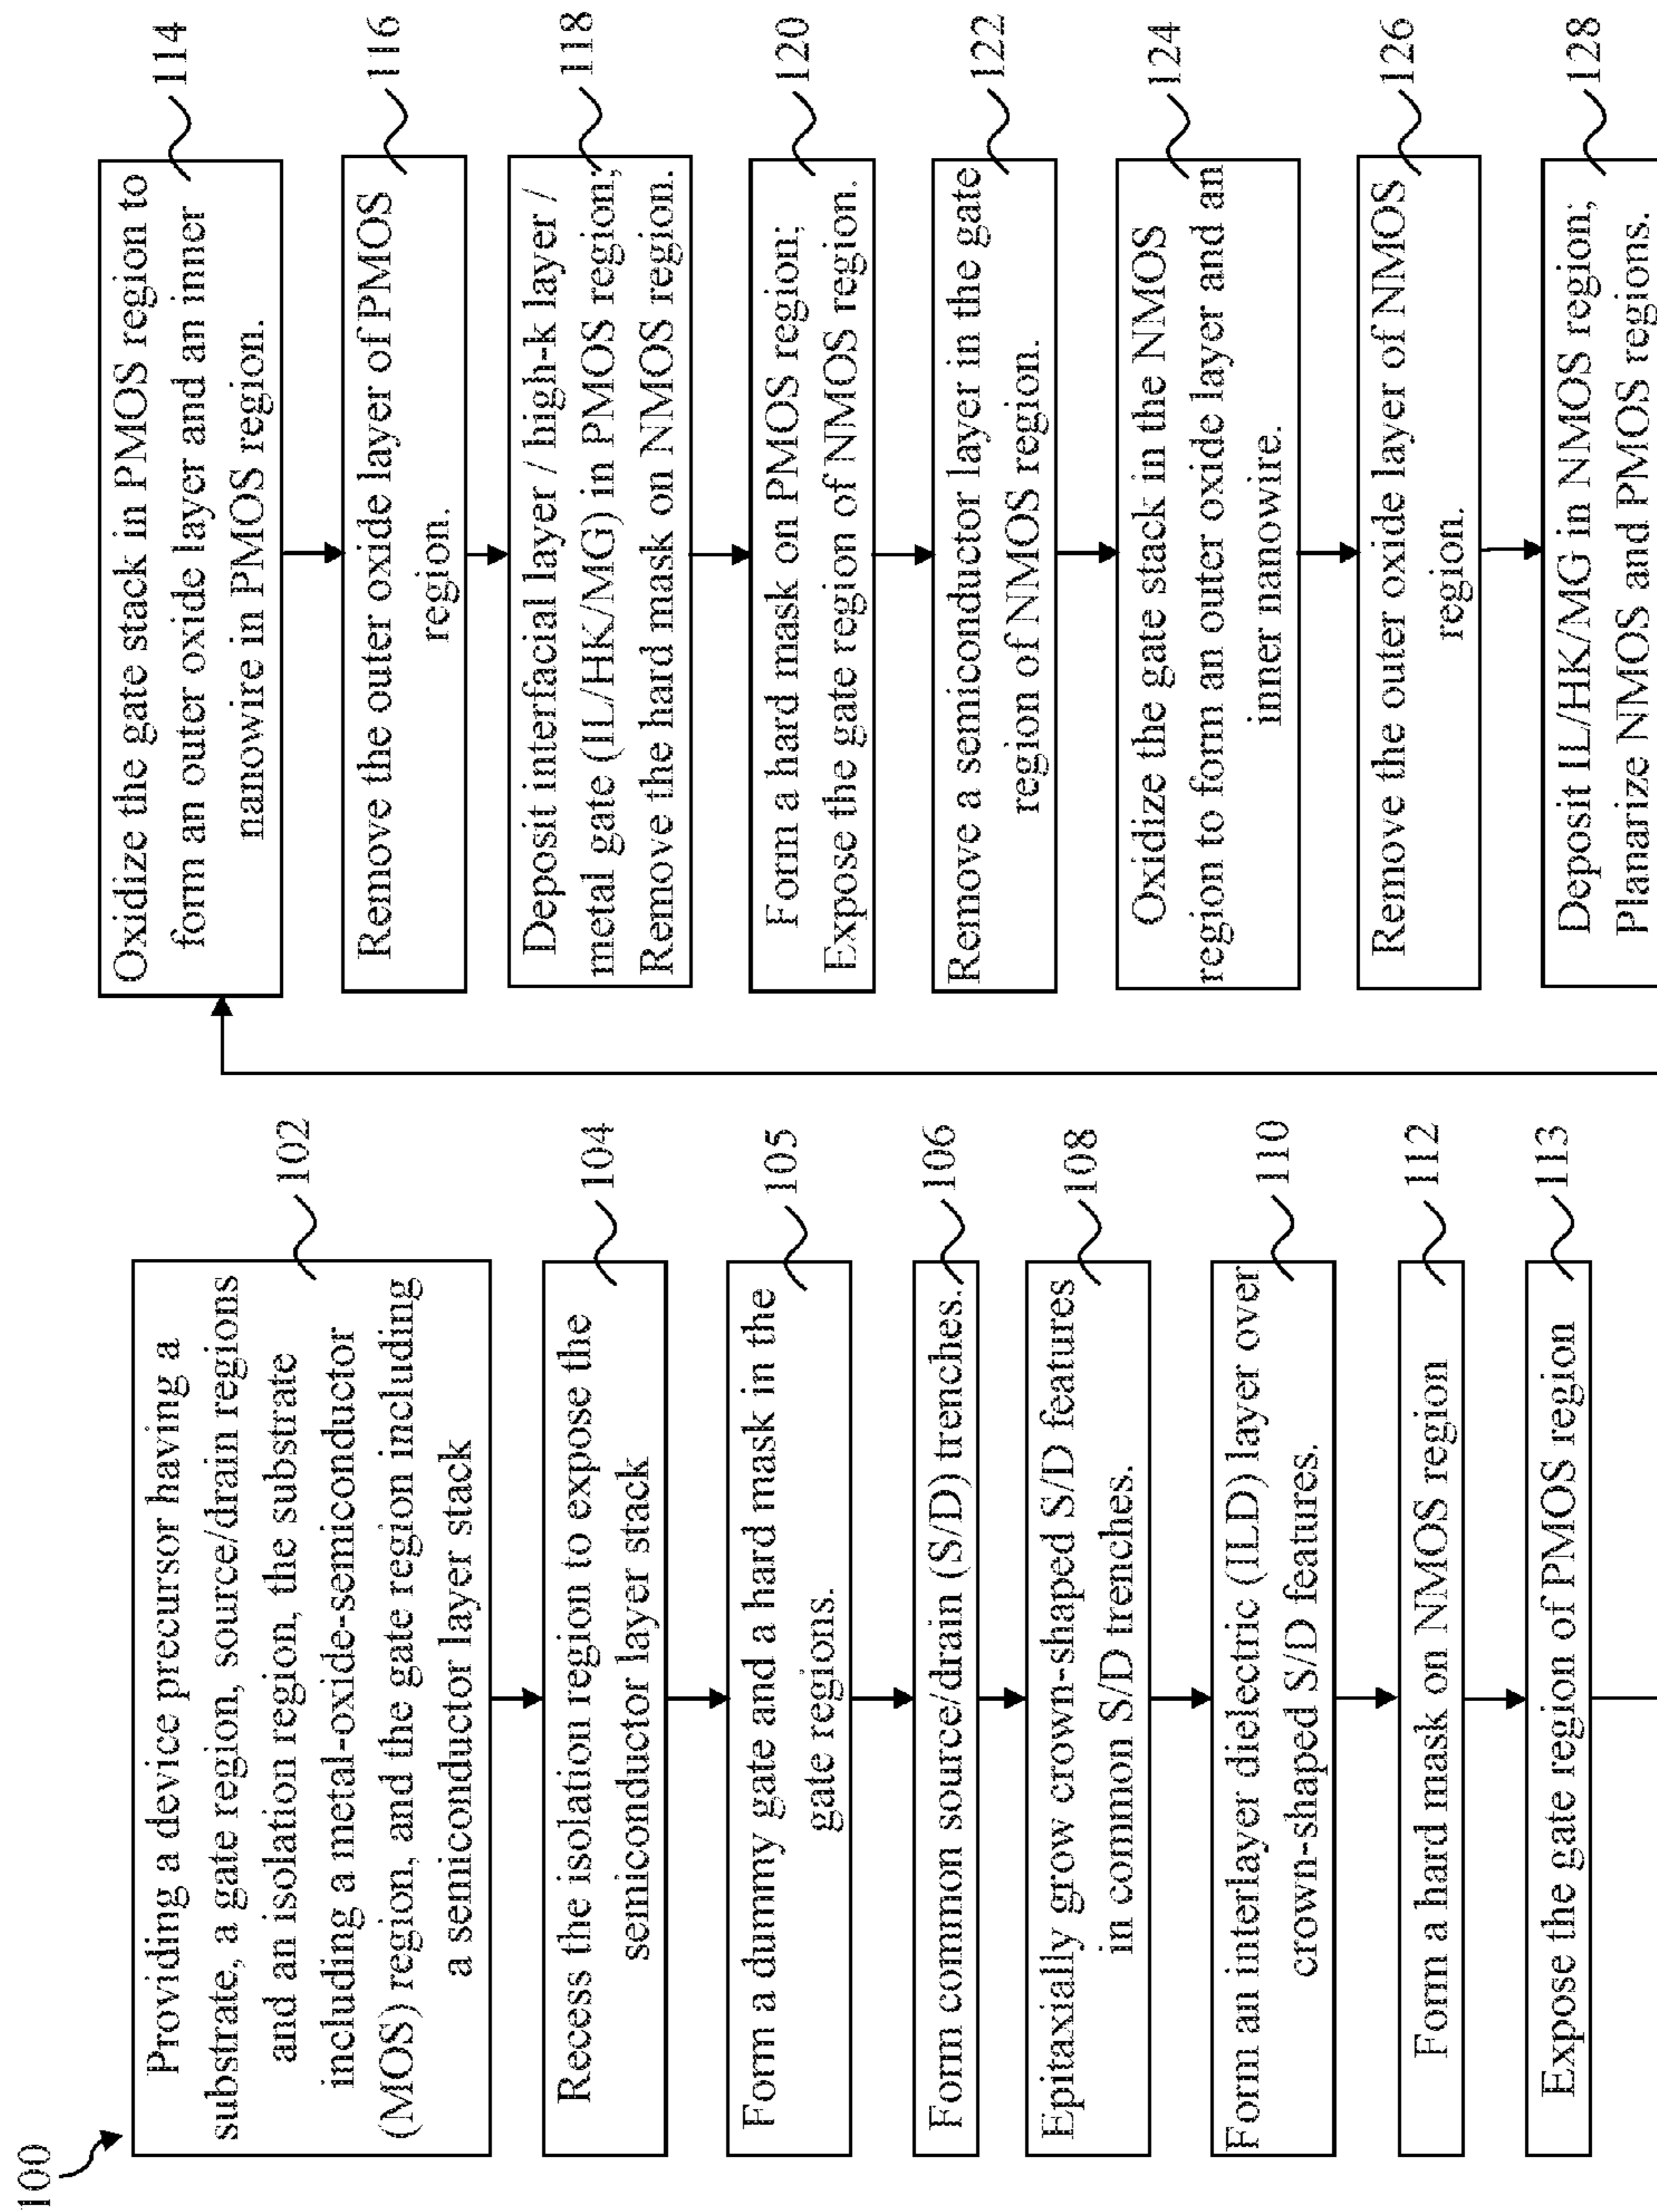 100
Providing a device precursor having a
substrate, a gate region, source/drain regions
and an isolation region, the substrate
including a metal-oxide-semiconductor
(MOS) region, and the gate region including
a semiconductor layer stack
102
Recess the isolation region to expose the
semiconductor layer stack
104
Form a dummy gate and a hard mask in the
gate regions.
105
Form common source/drain (S/D) trenches.
106
Epitaxially grow crown-shaped S/D features
in common S/D trenches.
108
Form an interlayer dielectric (ILD) layer over
crown-shaped S/D features.
110
Form a hard mask on NMOS region
112
Expose the gate region of PMOS region
113
Oxidize the gate stack in PMOS region to
form an outer oxide layer and an inner
nanowire in PMOS region.
114
Remove the outer oxide layer of PMOS
region.
116
Deposit interfacial layer / high-k layer /
metal gate (IL/HK/MG) in PMOS region;
Remove the hard mask on NMOS region.
118
Form a hard mask on PMOS region;
Expose the gate region of NMOS region.
120
Remove a semiconductor layer in the gate
region of NMOS region.
122
Oxidize the gate stack in the NMOS
region to form an outer oxide layer and an
inner nanowire.
124
Remove the outer oxide layer of NMOS
region.
126
Deposit IL/HK/MG in NMOS region;
Planarize NMOS and PMOS regions.
128